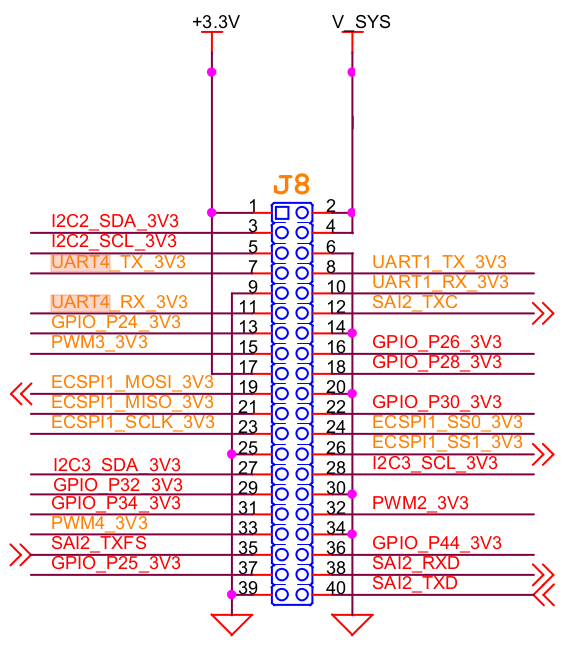 +3.3V V_SYS
J8
1 2
I2C2_SDA_3V3 3 4
I2C2_SCL_3V3 5 6
UART4_TX_3V3 7 8 UART1_TX_3V3
9 10 UART1_RX_3V3
UART4_RX_3V3 11 12 SAI2_TXC
GPIO_P24_3V3 13 14
PWM3_3V3 15 16 GPIO_P26_3V3
17 18 GPIO_P28_3V3
ECSPI1_MOSI_3V3 19 20
ECSPI1_MISO_3V3 21 22 GPIO_P30_3V3
ECSPI1_SCLK_3V3 23 24 ECSPI1_SS0_3V3
25 26 ECSPI1_SS1_3V3
I2C3_SDA_3V3 27 28 I2C3_SCL_3V3
GPIO_P32_3V3 29 30
GPIO_P34_3V3 31 32 PWM2_3V3
PWM4_3V3 33 34
SAI2_TXFS 35 36 GPIO_P44_3V3
GPIO_P25_3V3 37 38 SAI2_RXD
39 40 SAI2_TXD